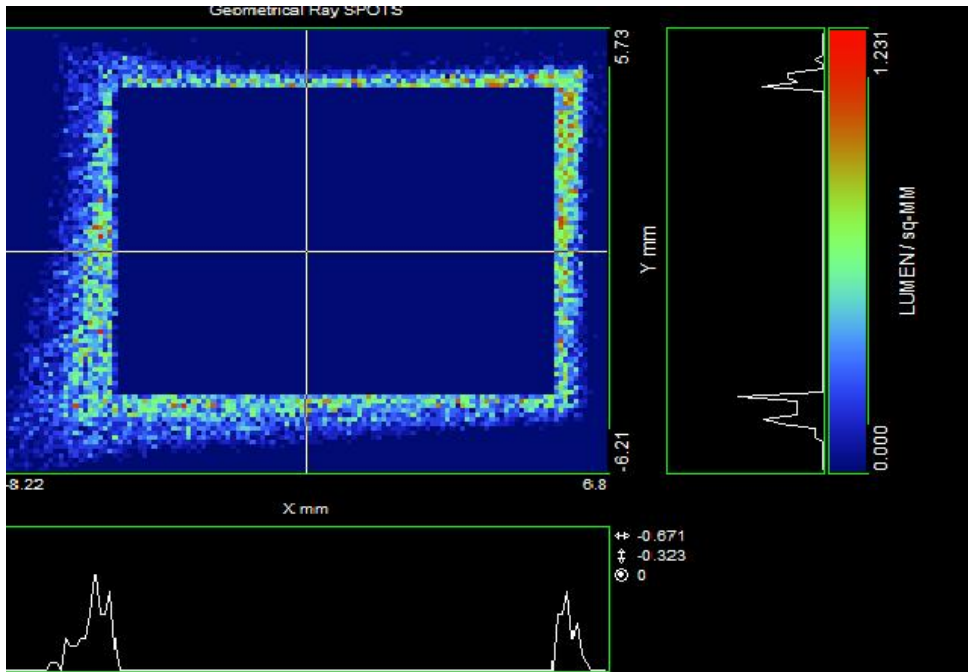 Geometrical Ray SPOTS
5.73
Y mm
-6.21
1.231
LUMEN / sq-MM
0.000
-8.22
6.8
X mm
-0.671
-0.323
0